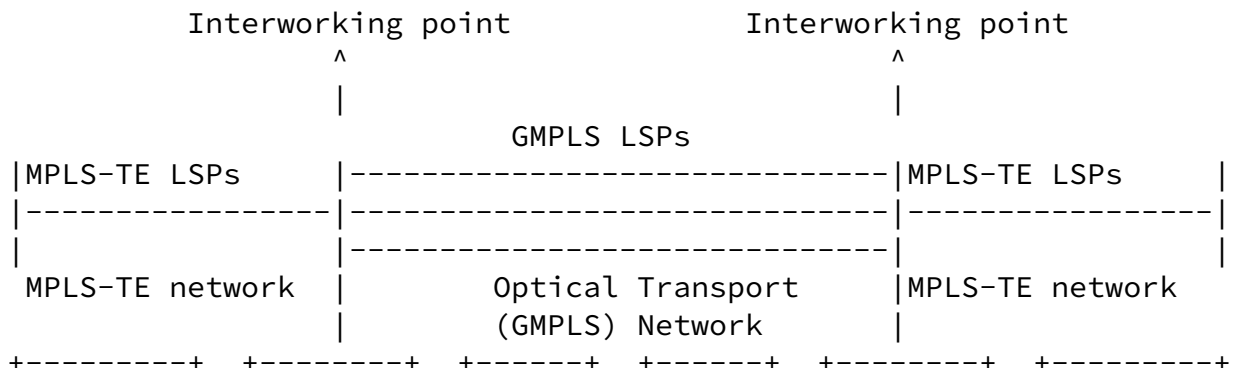 Interworking point Interworking point
^ ^
| |
GMPLS LSPs
|MPLS-TE LSPs |------------------------------|MPLS-TE LSPs |
|-----------------|------------------------------|-----------------|
| |------------------------------| |
MPLS-TE network | Optical Transport |MPLS-TE network
| (GMPLS) Network |
+---------+ +--------+ +------+ +------+ +--------+ +---------+